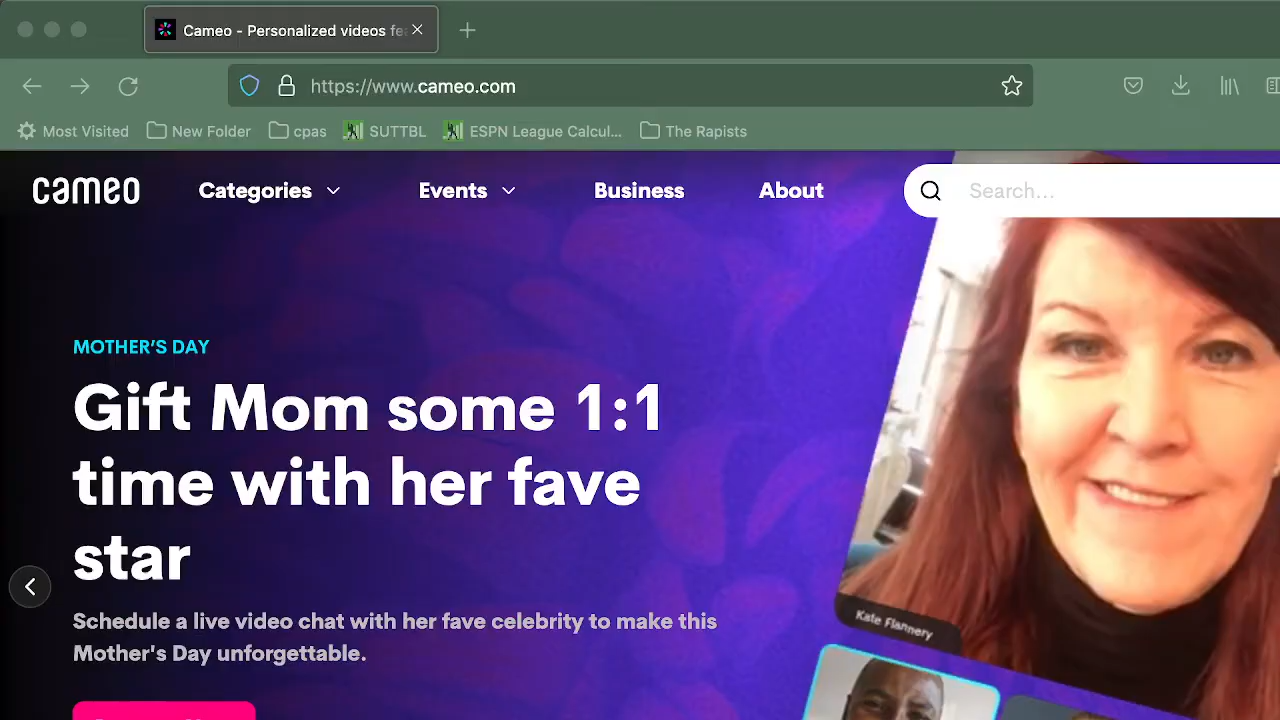 Cameo - Personalized videos fe
https://www.cameo.com
Most Visited
New Folder
cpas
SUTTBL
ESPN League Calcul...
The Rapists
cameo
Categories
Events
Business
About
Search...
MOTHER'S DAY
Gift Mom some 1:1
time with her fave
star
Schedule a live video chat with her fave celebrity to make this
Mother's Day unforgettable.
Kate Flannery